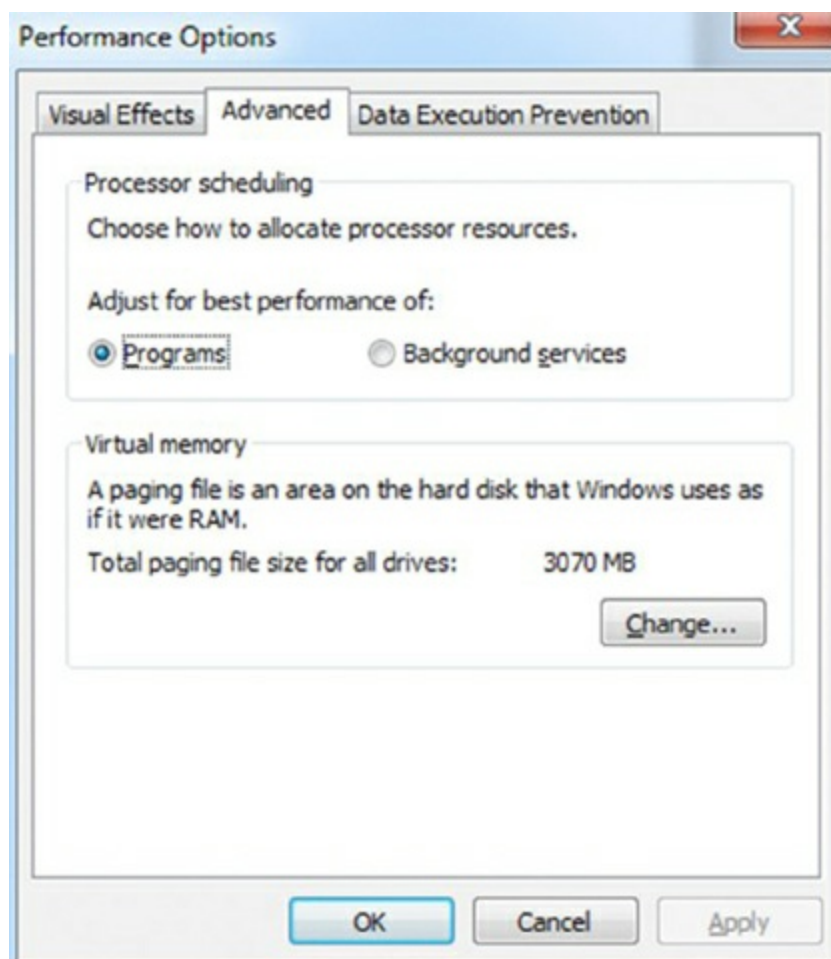 Performance Options
Visual Effects
Advanced
Data Execution Prevention
Processor scheduling
Choose how to allocate processor resources.
Adjust for best performance of:
Programs
Background services
Virtual memory
A paging file is an area on the hard disk that Windows uses as
if it were RAM.
Total paging file size for all drives: 3070 MB
Change...
OK
Cancel
Apply